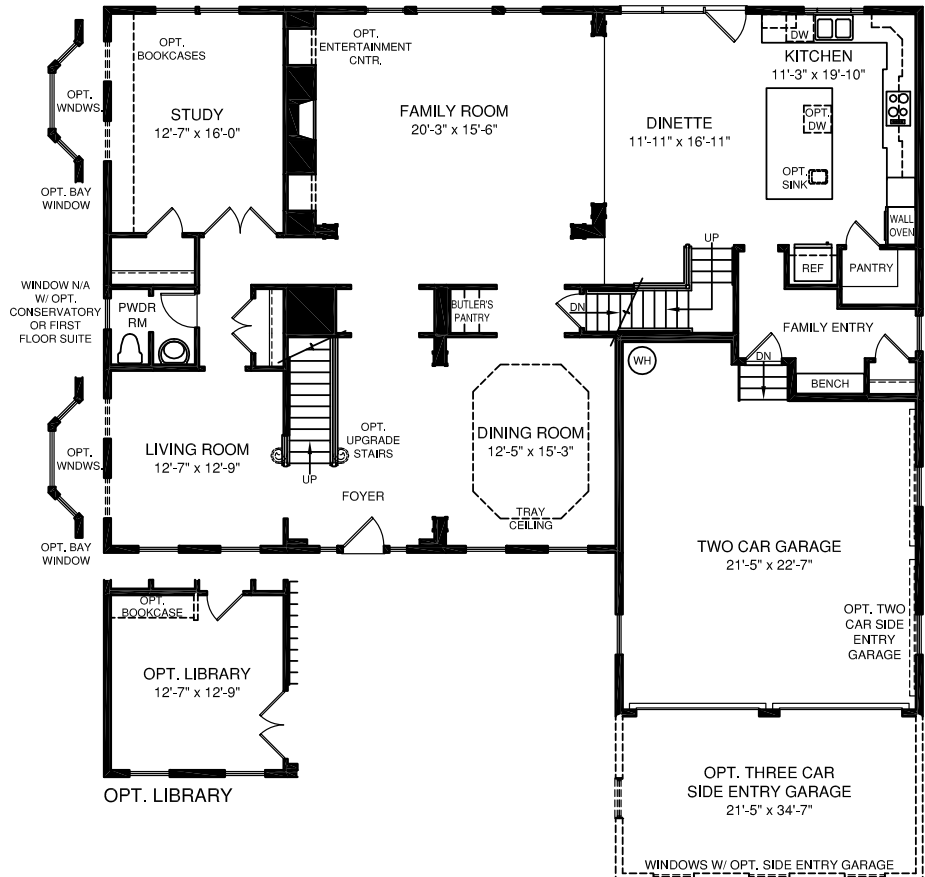 OPT.
BOOKCASES
OPT.
WNDWS.
STUDY
12'-7" x 16'-0"
OPT. BAY
WINDOW
OPT.
ENTERTAINMENT
CNTR.
FAMILY ROOM
20'-3" x 15'-6"
DINETTE
11'-11" x 16'-11"
DW
KITCHEN
11'-3" x 19'-10"
OPT.
DW
OPT.
SINK
WALL
OVEN
UP
REF
PANTRY
WINDOW N/A
W/ OPT.
CONSERVATORY
OR FIRST
FLOOR SUITE
PWDR
RM
BUTLER'S
PANTRY
DN
FAMILY ENTRY
DN
BENCH
WH
OPT.
WNDWS.
LIVING ROOM
12'-7" x 12'-9"
OPT. BAY
WINDOW
UP
OPT.
UPGRADE
STAIRS
FOYER
DINING ROOM
12'-5" x 15'-3"
TRAY
CEILING
TWO CAR GARAGE
21'-5" x 22'-7"
OPT. TWO
CAR SIDE
ENTRY
GARAGE
OPT.
BOOKCASE
OPT. LIBRARY
12'-7" x 12'-9"
OPT. LIBRARY
OPT. THREE CAR
SIDE ENTRY GARAGE
21'-5" x 34'-7"
WINDOWS W/ OPT. SIDE ENTRY GARAGE